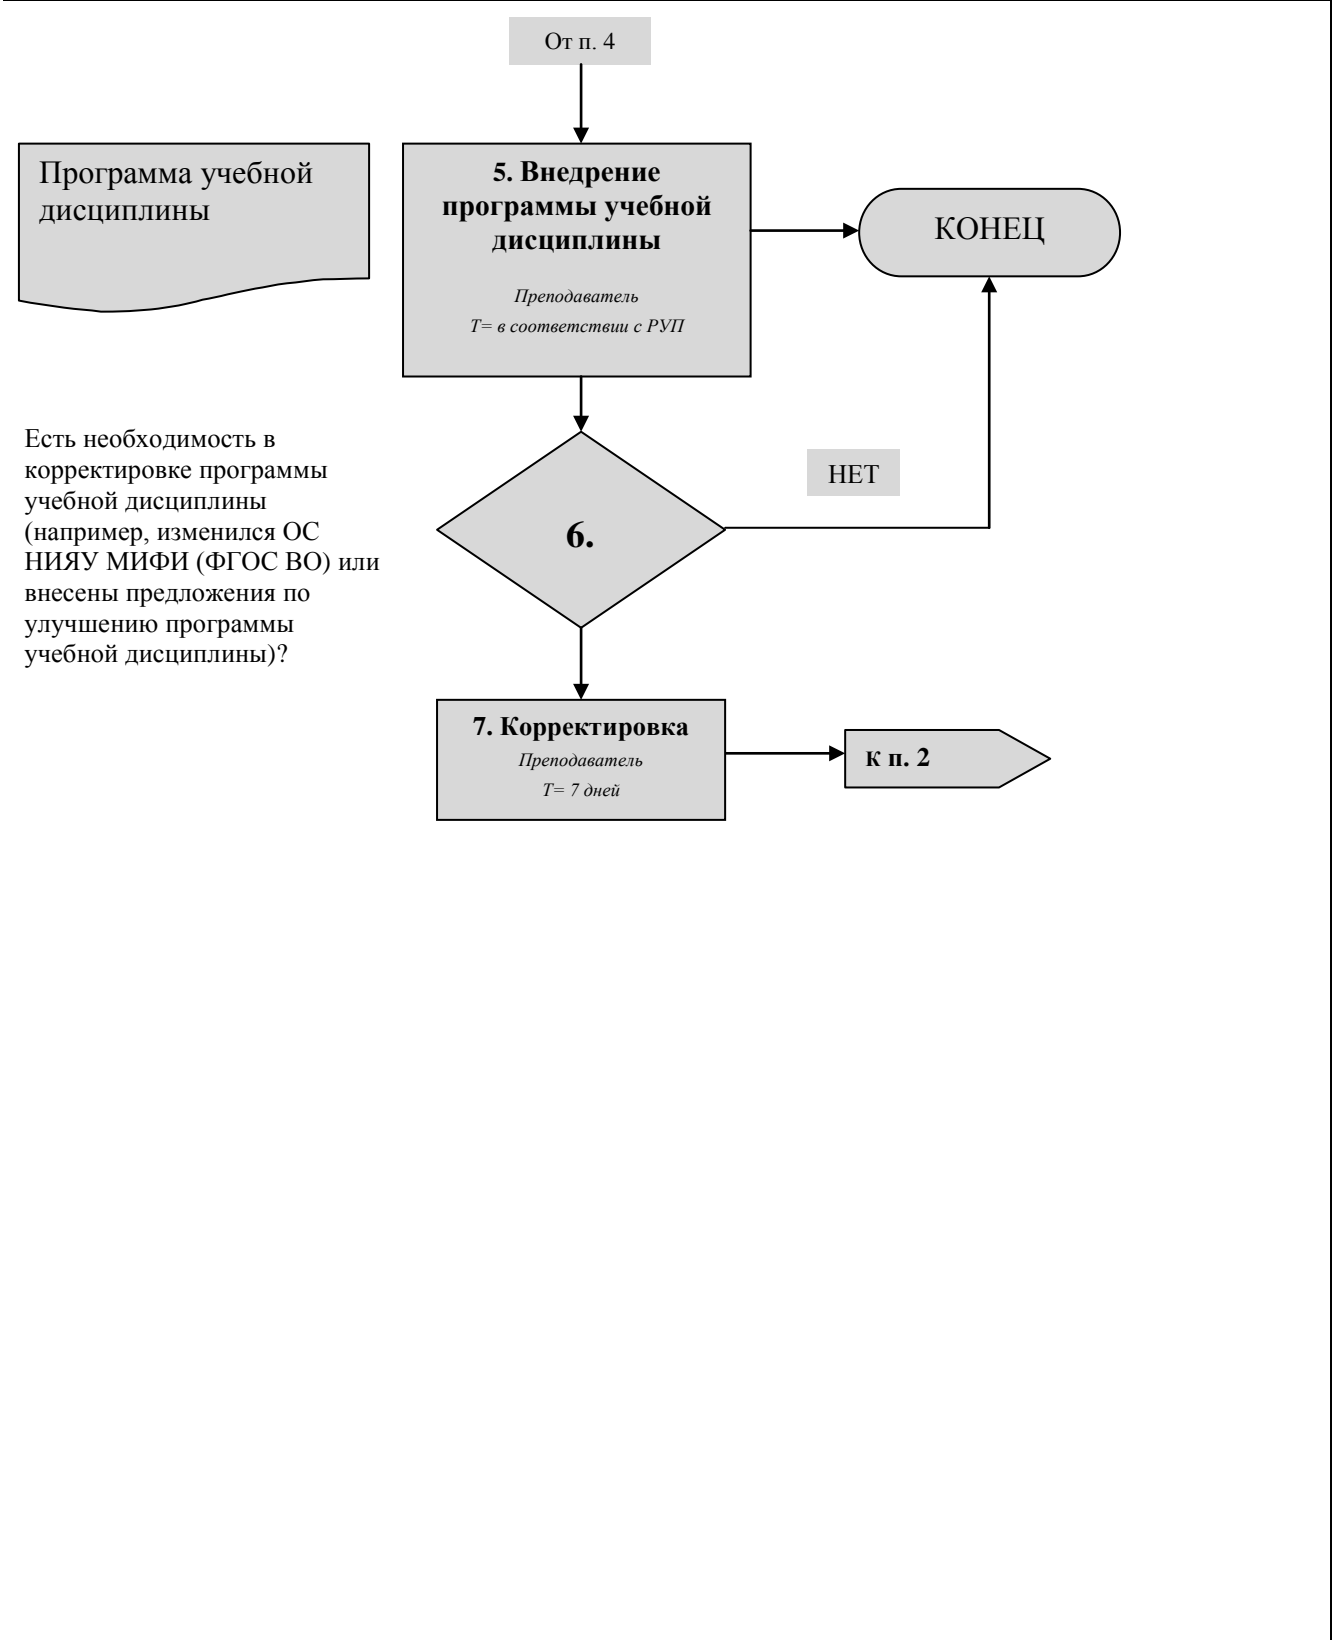 От п. 4
Программа учебной
дисциплины
5. Внедрение
программы учебной
дисциплины
Преподаватель
Т= в соответствии с РУП
КОНЕЦ
Есть необходимость в
корректировке программы
учебной дисциплины
(например, изменился ОС
НИЯУ МИФИ (ФГОС ВО) или
внесены предложения по
улучшению программы
учебной дисциплины)?
НЕТ
6.
7. Корректировка
Преподаватель
Т= 7 дней
К п. 2